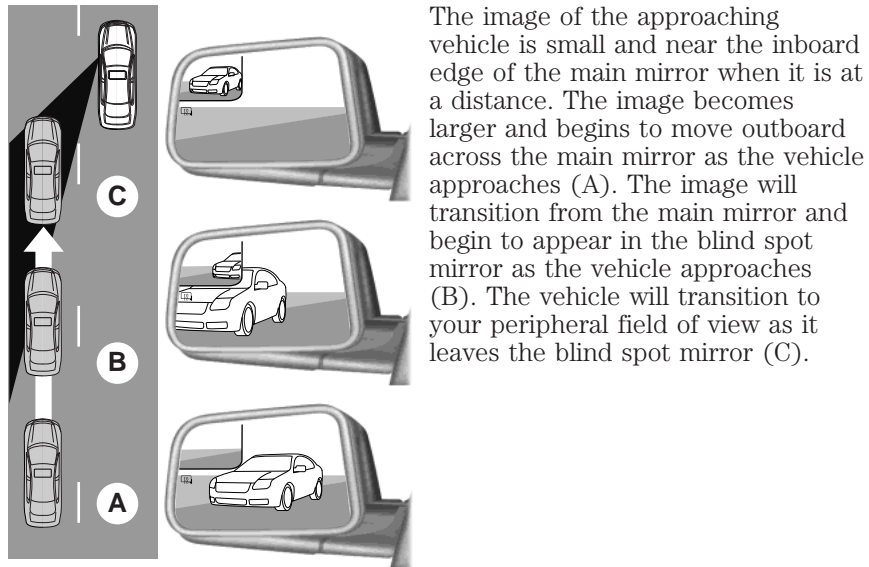 The image of the approaching
vehicle is small and near the inboard
edge of the main mirror when it is at
a distance. The image becomes
larger and begins to move outboard
across the main mirror as the vehicle
approaches (A). The image will
transition from the main mirror and
begin to appear in the blind spot
mirror as the vehicle approaches
(B). The vehicle will transition to
your peripheral field of view as it
leaves the blind spot mirror (C).
C
B
A